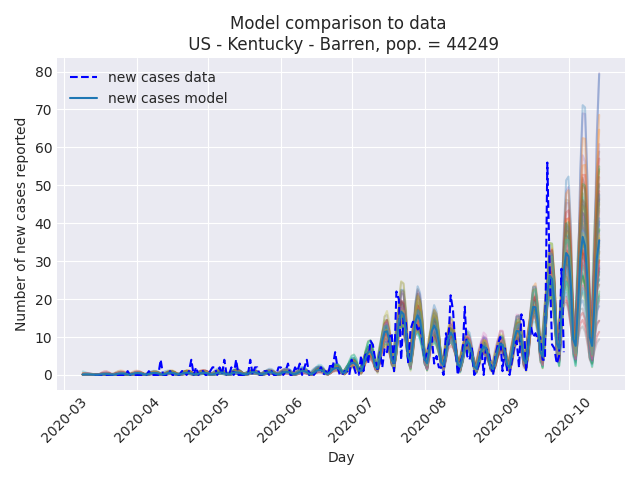 Model comparison to data
US - Kentucky - Barren, pop. = 44249
new cases data
new cases model
Number of new cases reported
80
70
60
50
40
30
20
10
0
2020-03
2020-04
2020-05
2020-06
2020-07
2020-08
2020-09
2020-10
Day